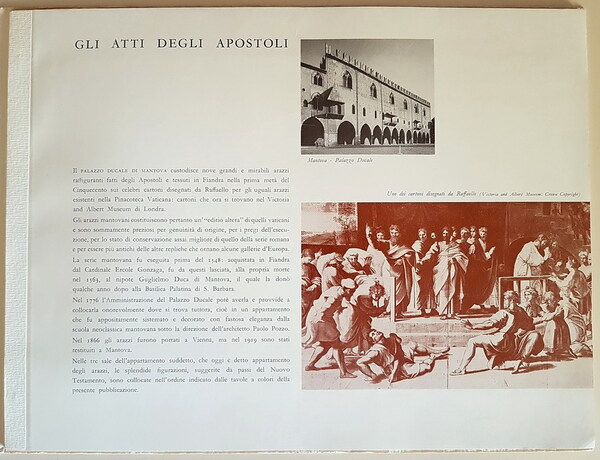 GLI ATTI DEGLI APOSTOLI
Mantova - Palazzo Ducale
Il PALAZZO DUCALE DI MANTOVA custodisce nove grandi e mirabili arazzi
raffiguranti fatti degli Apostoli e tessuti in Fiandra nella prima metà del
Cinquecento sui celebri cartoni disegnati da Raffaello per gli uguali arazzi
esistenti nella Pinacoteca Vaticana: cartoni che ora si trovano nel Victoria
and Albert Museum di Londra.
Gli arazzi mantovani costituiscono pertanto un'"editio altera" di quelli vaticani
e sono sommamente preziosi per genuinità di origine, per i pregi dell'esecu-
zione, per lo stato di conservazione assai migliore di quello della serie romana
e per essere più antichi delle altre repliche che ornano alcune gallerie d'Europa.
La serie mantovana fu eseguita prima del 1548: acquistata in Fiandra
dal Cardinale Ercole Gonzaga, fu da questi lasciata, alla propria morte
nel 1563, al nipote Guglielmo Duca di Mantova, il quale la donò
qualche anno dopo alla Basilica Palatina di S. Barbara.
Nel 1776 l'Amministrazione del Palazzo Ducale poté averla e provvide a
collocarla onorevolmente dove si trova tuttora, cioè in un appartamento
che fu appositamente sistemato e decorato con fastosa eleganza dalla
scuola neoclassica mantovana sotto la direzione dell'architetto Paolo Pozzo.
Nel 1866 gli arazzi furono portati a Vienna, ma nel 1919 sono stati
restituiti a Mantova.
Nelle tre sale dell'appartamento suddetto, che oggi è detto appartamento
degli arazzi, le splendide figurazioni, suggerite da passi del Nuovo
Testamento, sono collocate nell'ordine indicato dalle tavole a colori della
presente pubblicazione.
Uno dei cartoni disegnati da Raffaello (Victoria and Albert Museum. Crown Copyright)